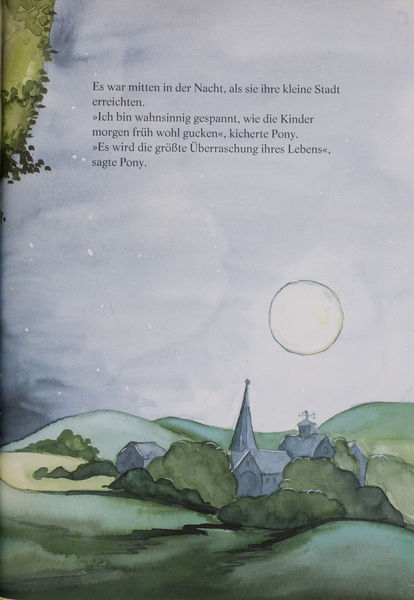 Es war mitten in der Nacht, als sie ihre kleine Stadt
erreichten.
»Ich bin wahnsinnig gespannt, wie die Kinder
morgen früh wohl gucken«, kicherte Pony.
»Es wird die größte Überraschung ihres Lebens«,
sagte Pony.